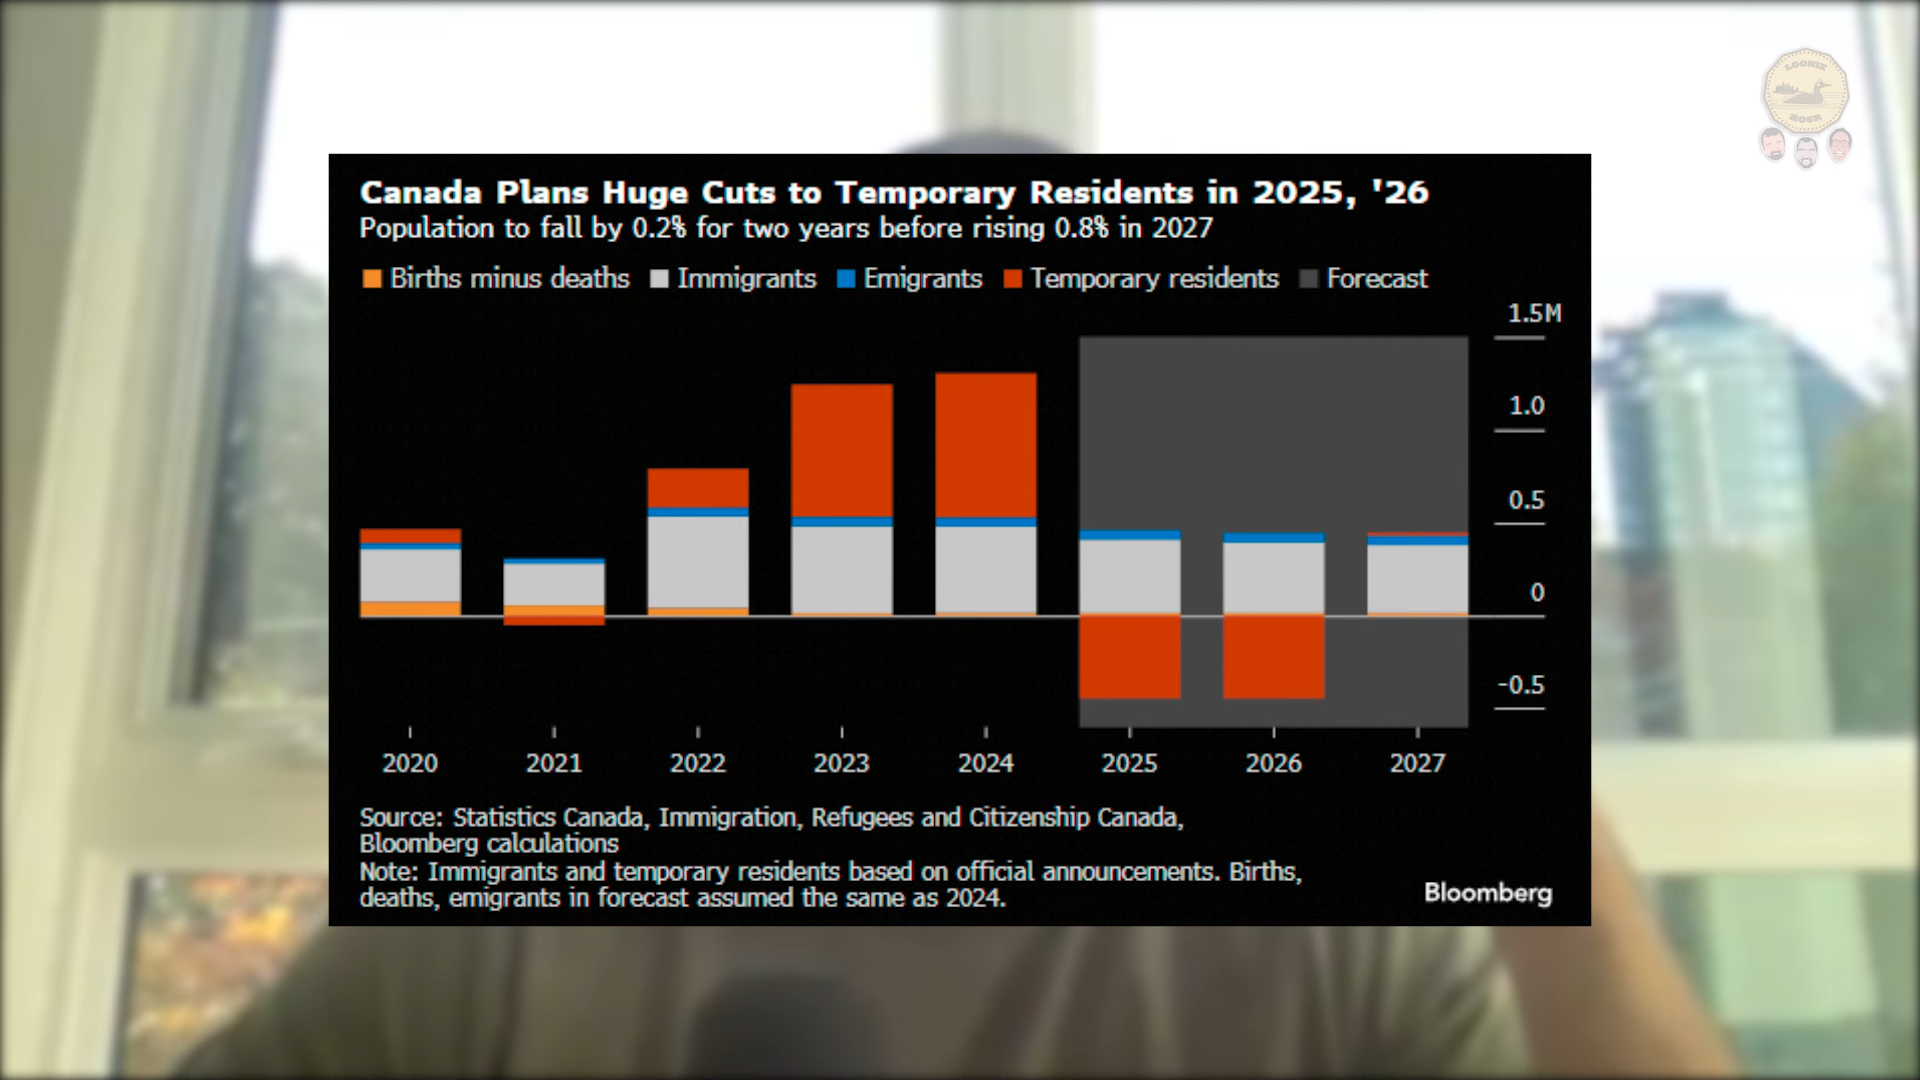 LOONIE
HOUR
Canada Plans Huge Cuts to Temporary Residents in 2025, '26
Population to fall by 0.2% for two years before rising 0.8% in 2027
Births minus deaths Immigrants Emigrants Temporary residents Forecast
1.5M
1.0
0.5
0
-0.5
2020 2021 2022 2023 2024 2025 2026 2027
Source: Statistics Canada, Immigration, Refugees and Citizenship Canada,
Bloomberg calculations
Note: Immigrants and temporary residents based on official announcements. Births,
deaths, emigrants in forecast assumed the same as 2024.
Bloomberg